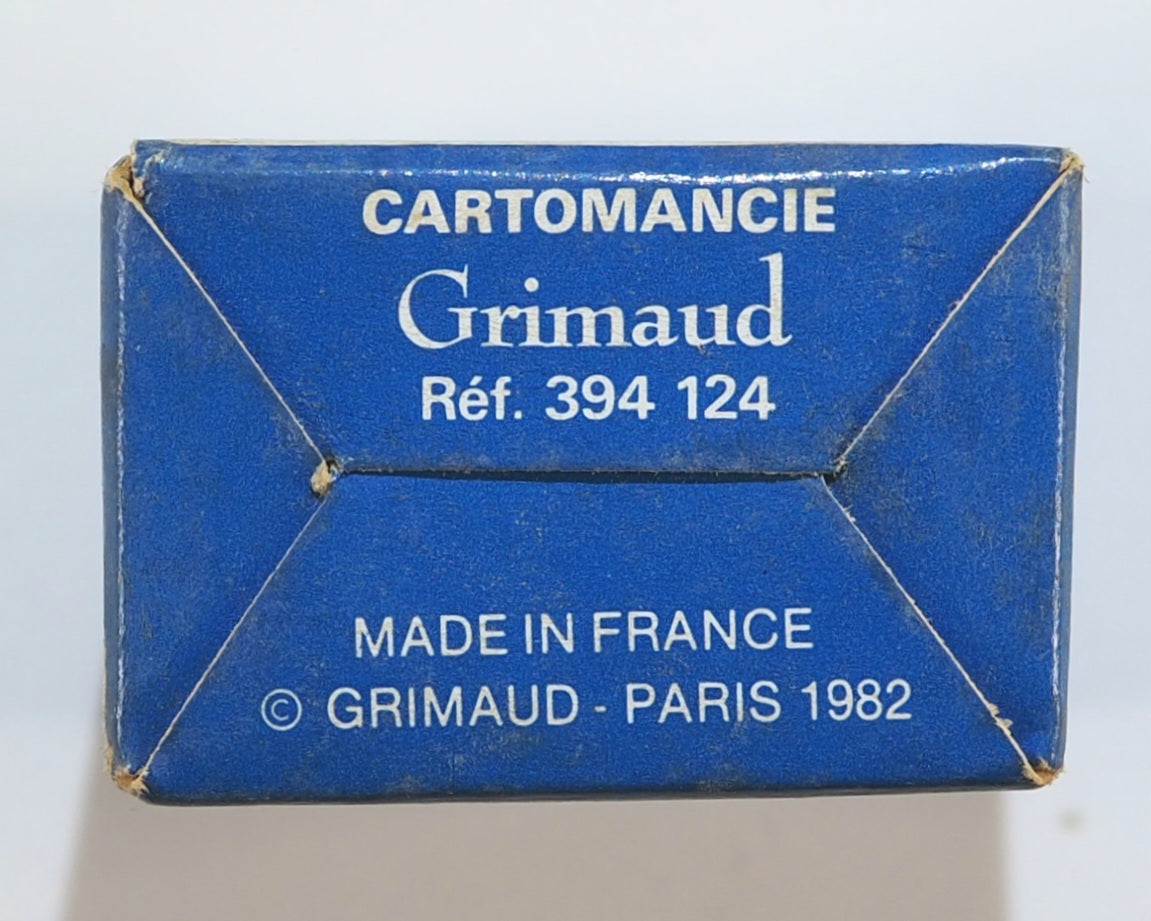 CARTOMANCIE
Grimaud
Réf. 394 124
MADE IN FRANCE
© GRIMAUD - PARIS 1982